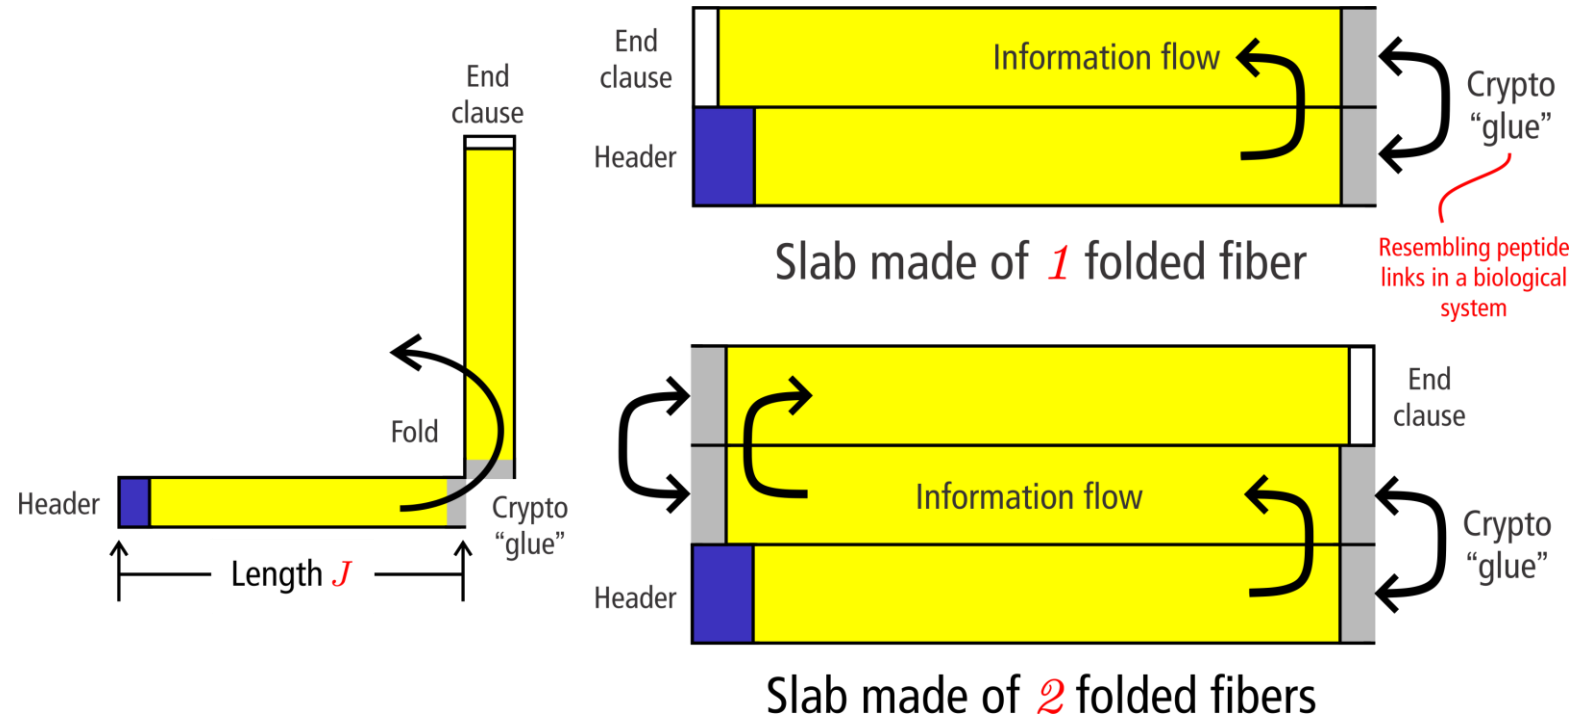 End
clause
Fold
Header
Crypto
“glue”
Length J
End
clause
Information flow
Header
Crypto
“glue”
Resembling peptide
links in a biological
system
Slab made of 1 folded fiber
End
clause
Information flow
Header
Crypto
“glue”
Slab made of 2 folded fibers